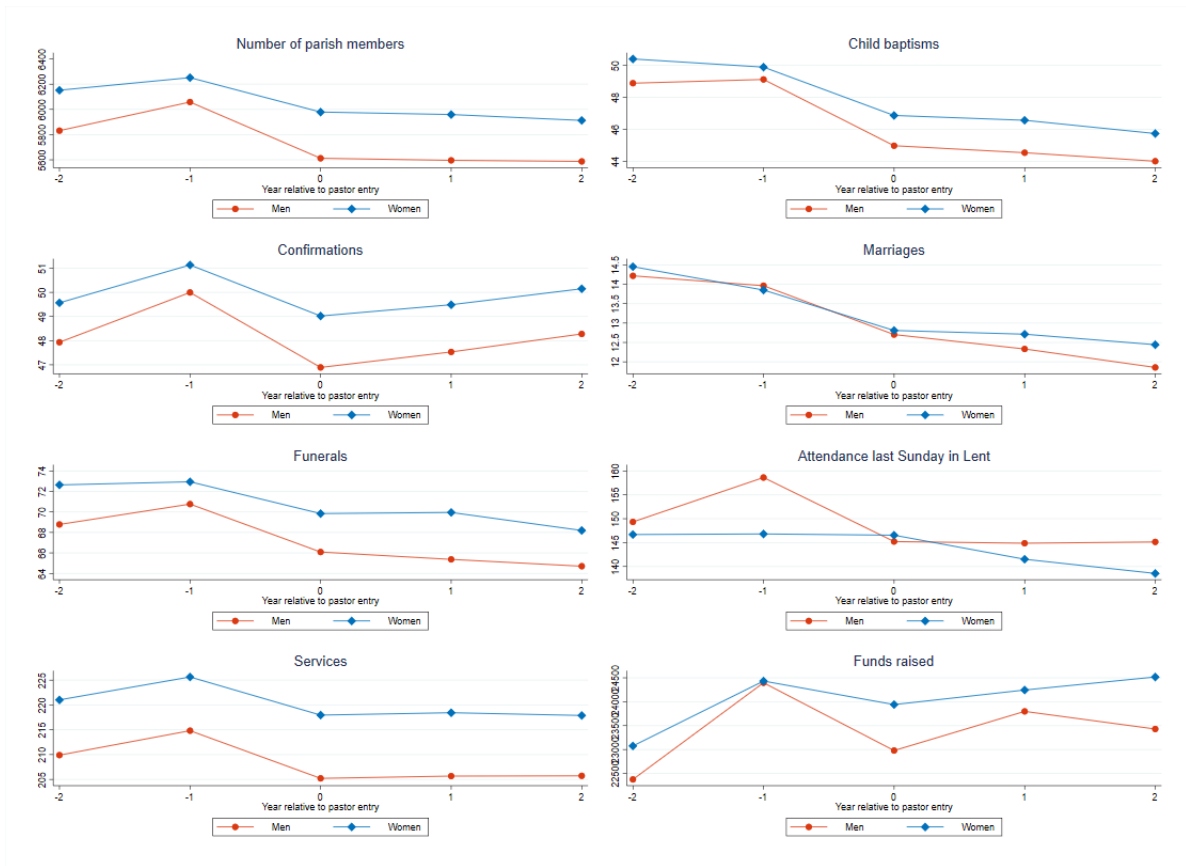 Number of parish members
6400
6200
6000
5800
5600
-2 -1 0 1 2
Year relative to pastor entry
Men Women
Child baptisms
50
48
46
44
-2 -1 0 1 2
Year relative to pastor entry
Men Women
Confirmations
51
50
49
48
47
-2 -1 0 1 2
Year relative to pastor entry
Men Women
Marriages
14.5
14
13.5
13
12.5
12
-2 -1 0 1 2
Year relative to pastor entry
Men Women
Funerals
74
72
70
68
66
64
-2 -1 0 1 2
Year relative to pastor entry
Men Women
Attendance last Sunday in Lent
160
155
150
145
140
-2 -1 0 1 2
Year relative to pastor entry
Men Women
Services
225
220
215
210
205
-2 -1 0 1 2
Year relative to pastor entry
Men Women
Funds raised
24500
24000
23500
23000
22500
-2 -1 0 1 2
Year relative to pastor entry
Men Women